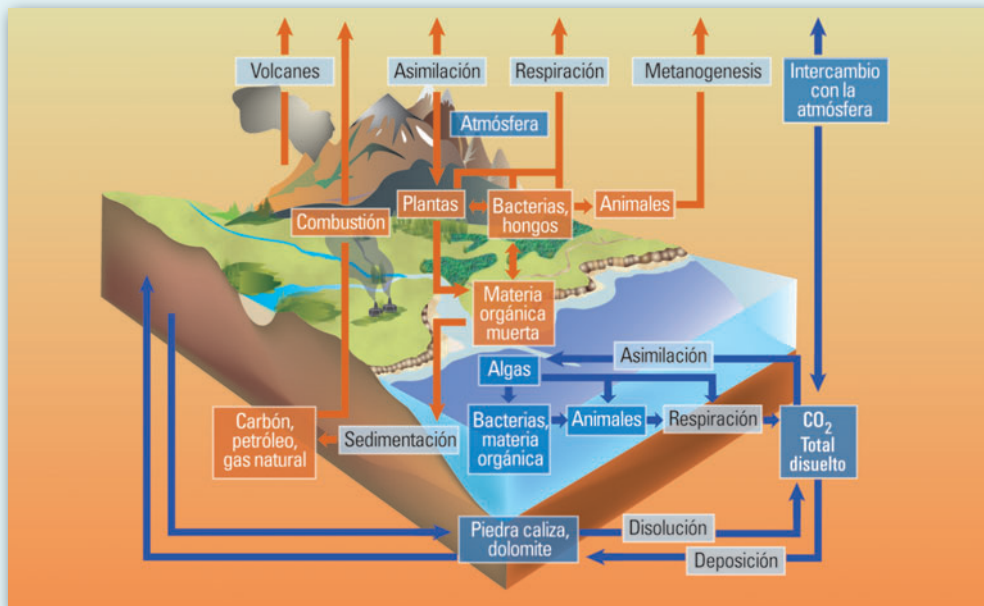 Volcanes
Asimilación
Respiración
Metanogenesis
Intercambio
con la
atmósfera
Atmósfera
Combustión
Plantas
Bacterias,
hongos
Animales
Materia
orgánica
muerta
Asimilación
Algas
Carbón,
petróleo,
gas natural
Sedimentación
Bacterias,
materia
orgánica
Animales
Respiración
CO₂
Total
disuelto
Piedra caliza,
dolomite
Disolución
Deposición